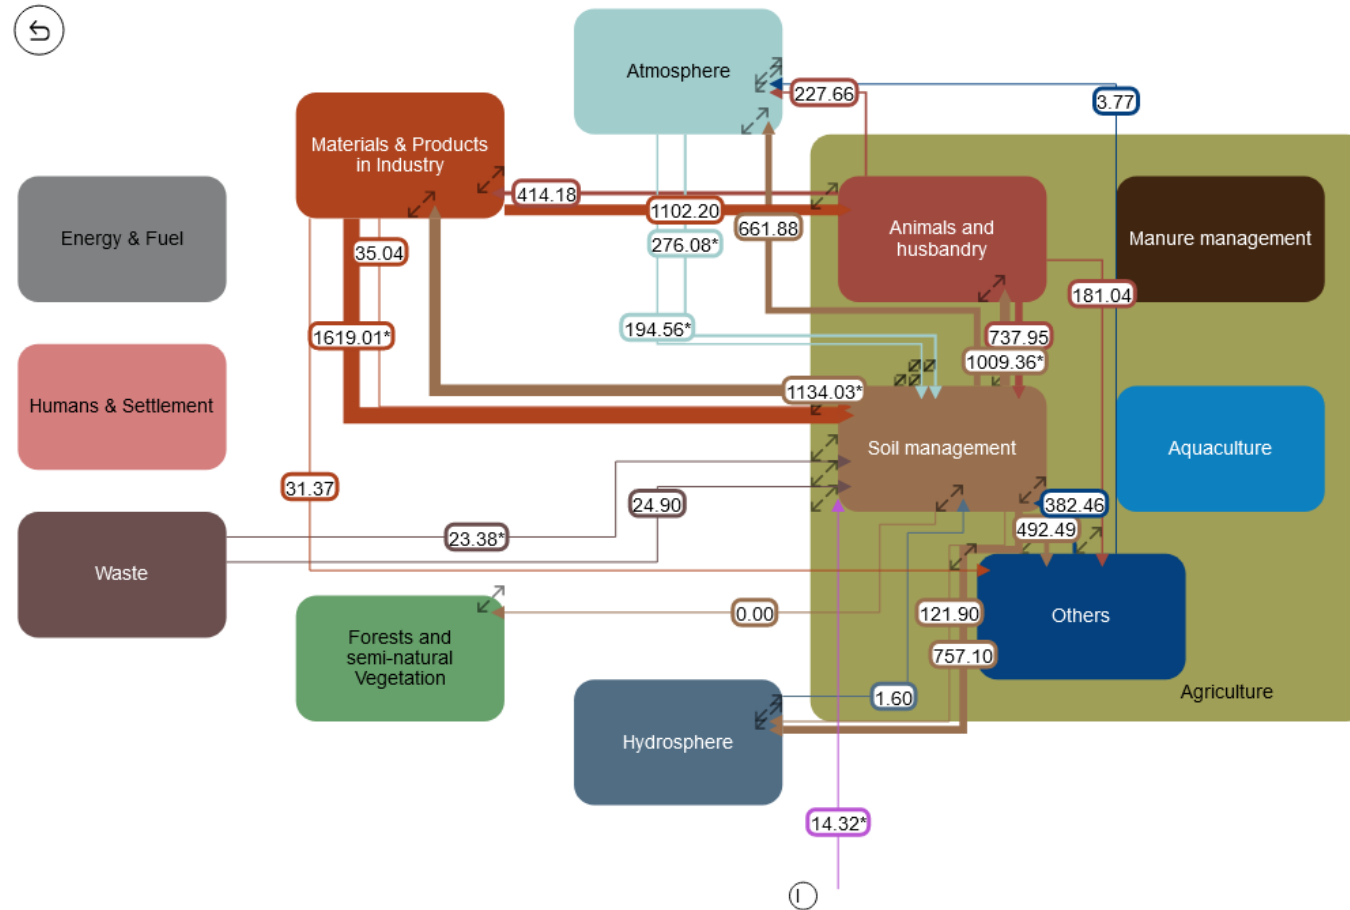 Atmosphere
227.66
3.77
Materials & Products
in Industry
414.18
1102.20
Energy & Fuel
35.04
276.08*
661.88
Animals and
husbandry
Manure management
181.04
1619.01*
194.56*
737.95
1009.36*
1134.03*
Humans & Settlement
Soil management
Aquaculture
31.37
24.90
382.46
492.49
23.38*
Waste
0.00
121.90
Others
Forests and
semi-natural
Vegetation
757.10
1.60
Agriculture
Hydrosphere
14.32*
I